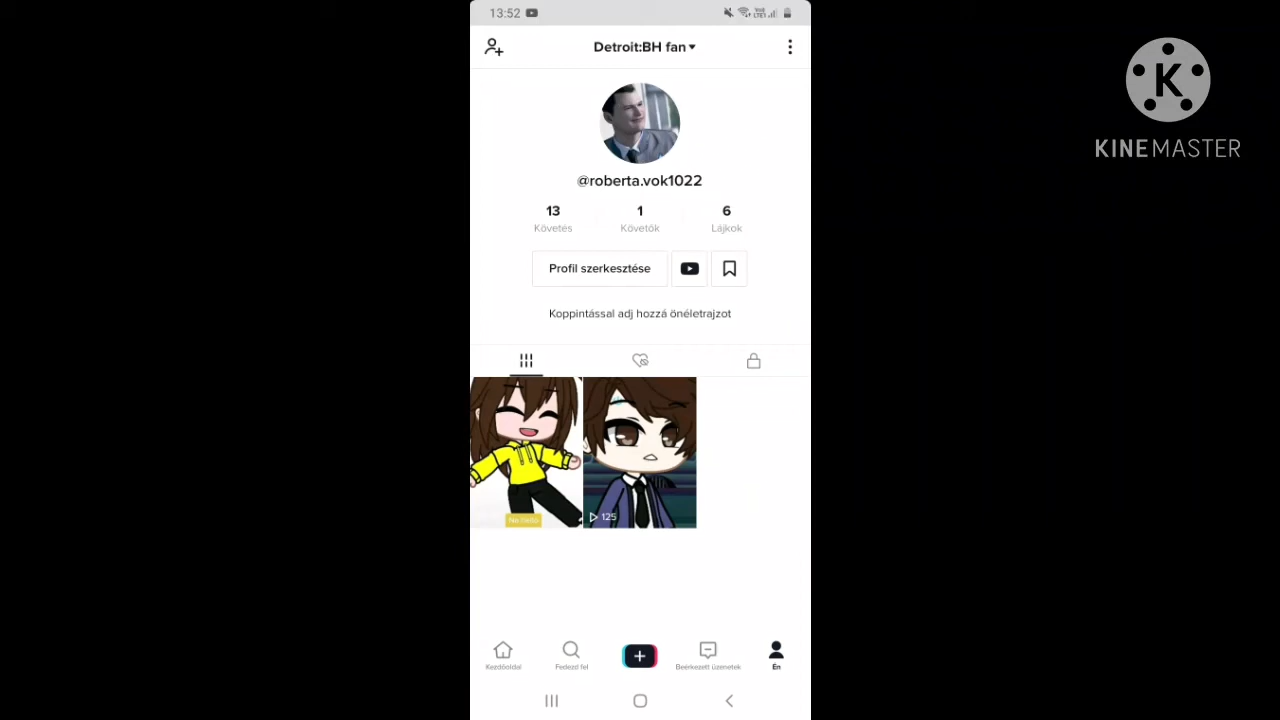 13:52
Detroit:BH fan
KINEMASTER
@roberta.vok1022
13 1 6
Követés Követők Lájkok
Profil szerkesztése
Koppintással adj hozzá önéletrajzot
125
Kezdőoldal Fedezd fel Beérkezett üzenetek Én